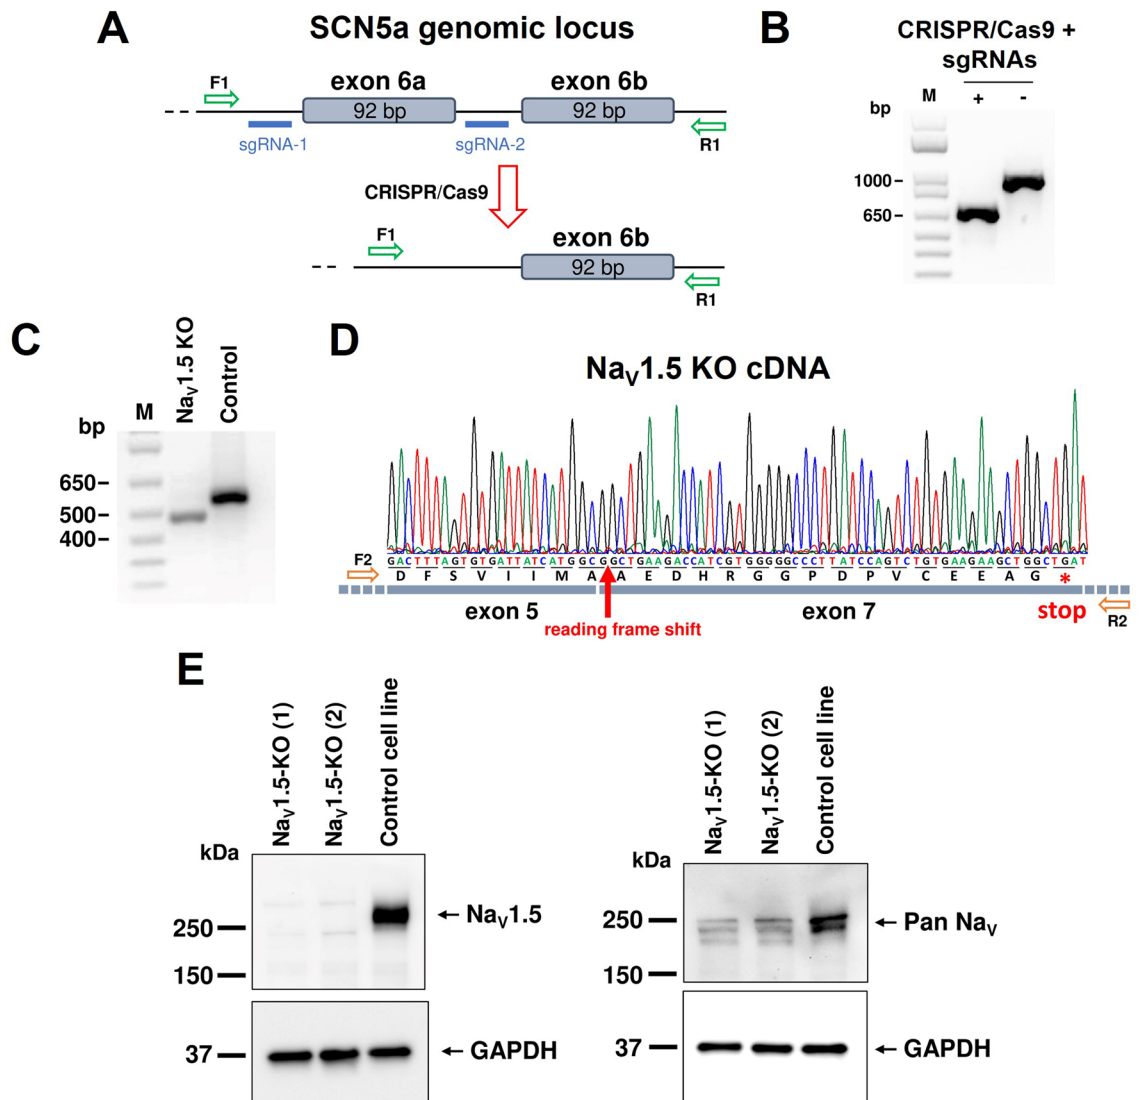 A
SCN5a genomic locus
F1
exon 6a
exon 6b
92 bp
92 bp
sgRNA-1
sgRNA-2
R1
CRISPR/Cas9
F1
exon 6b
92 bp
R1
B
CRISPR/Cas9 +
sgRNAs
bp
M
+
-
1000
650
C
NaV1.5 KO
Control
M
bp
650
500
400
D
NaV1.5 KO cDNA
GACTTTAGTGTGATTATCATGGCGGGCTGAAGACCATCGTGGGGGCCCTTATCCAGTCTGTGAAGAAGCTGGCTGAT
F2
D F S V I I M A A E D H R G G P D P V C E E A G *
exon 5
exon 7
stop
R2
reading frame shift
E
NaV1.5-KO (1)
NaV1.5-KO (2)
Control cell line
kDa
250
150
NaV1.5
37
GAPDH
NaV1.5-KO (1)
NaV1.5-KO (2)
Control cell line
kDa
250
150
Pan NaV
37
GAPDH